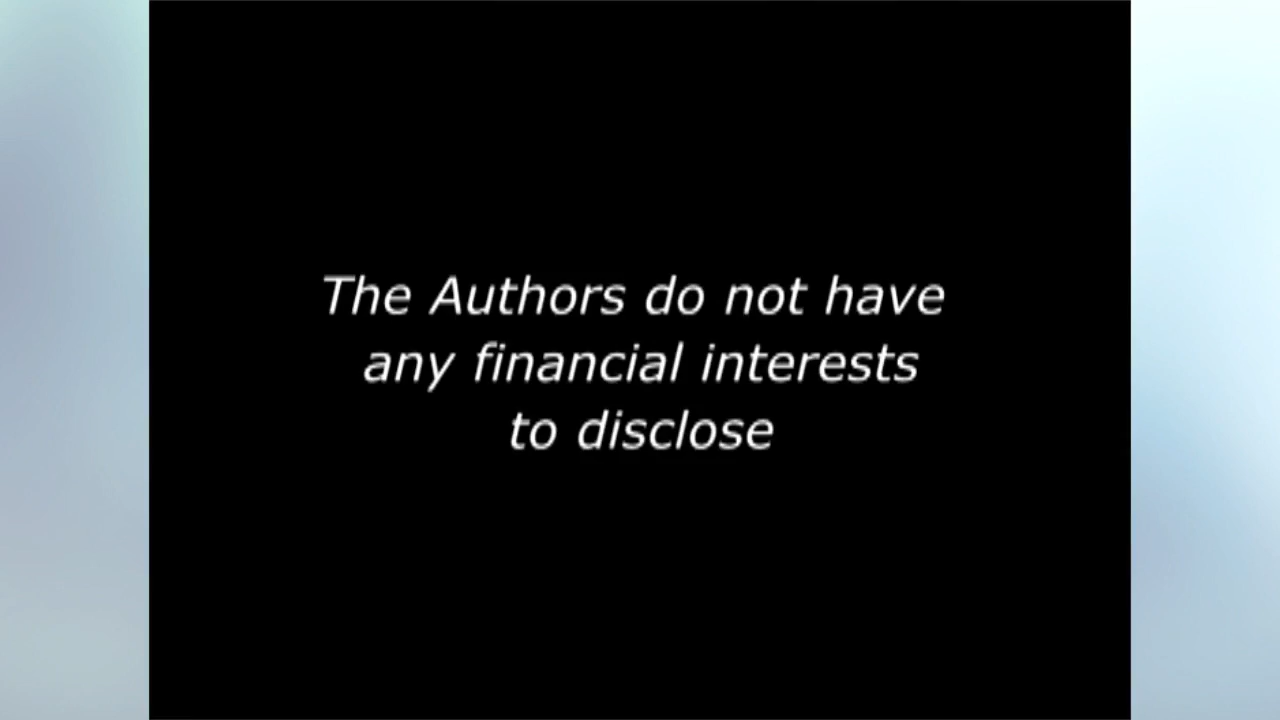 The Authors do not have
any financial interests
to disclose